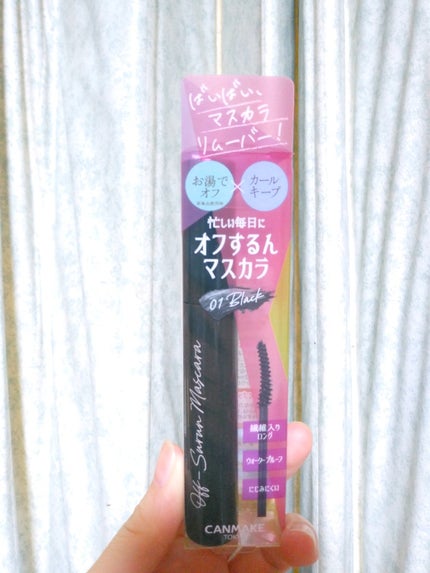 ばいばい、
マスカラ
リムーバー!
お湯で
オフ
×
カール
キープ
忙しい毎日に
オフするん
マスカラ
01 Black
Off-Surun Mascara
繊維入り
ロング
ウォータープルーフ
にじみにくい
CANMAKE
TOKYO